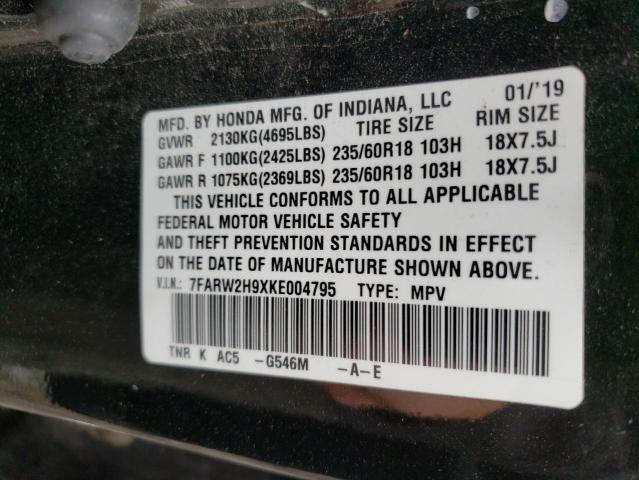 MFD. BY HONDA MFG. OF INDIANA, LLC 01/'19
GVWR 2130KG(4695LBS) TIRE SIZE RIM SIZE
GAWR F 1100KG(2425LBS) 235/60R18 103H 18X7.5J
GAWR R 1075KG(2369LBS) 235/60R18 103H 18X7.5J
THIS VEHICLE CONFORMS TO ALL APPLICABLE
FEDERAL MOTOR VEHICLE SAFETY
AND THEFT PREVENTION STANDARDS IN EFFECT
ON THE DATE OF MANUFACTURE SHOWN ABOVE.
V.I.N.: 7FARW2H9XKE004795 TYPE: MPV
TNR K AC5 -G546M -A-E